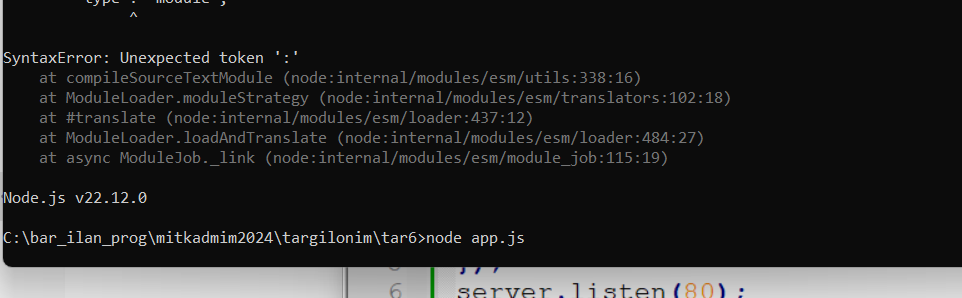 "type": "module",
^
SyntaxError: Unexpected token ':'
at compileSourceTextModule (node:internal/modules/esm/utils:338:16)
at ModuleLoader.moduleStrategy (node:internal/modules/esm/translators:102:18)
at #translate (node:internal/modules/esm/loader:437:12)
at ModuleLoader.loadAndTranslate (node:internal/modules/esm/loader:484:27)
at async ModuleJob._link (node:internal/modules/esm/module_job:115:19)
Node.js v22.12.0
C:\bar_ilan_prog\mitkadmim2024\targilonim\tar6>node app.js
});
6 server.listen(80);